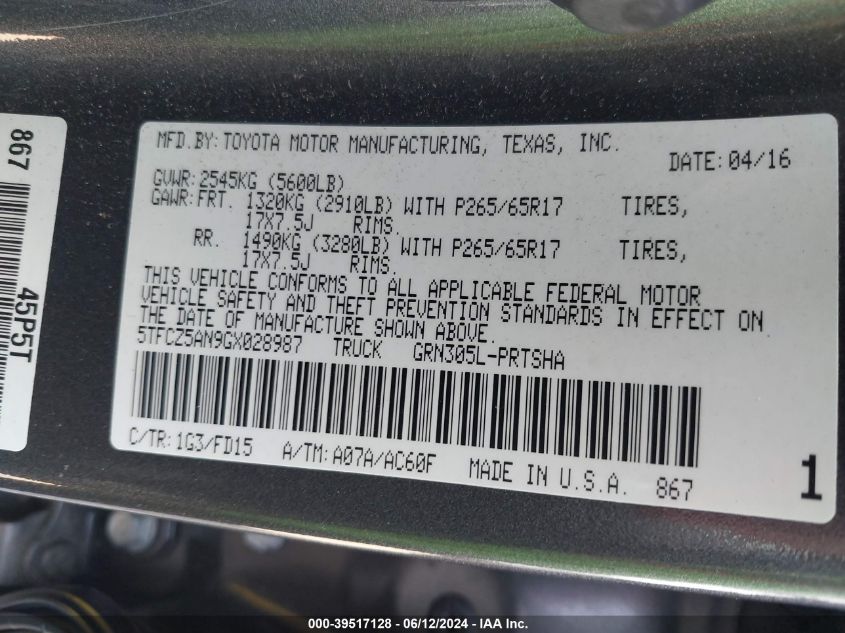 867
45P5T
MFD.BY: TOYOTA MOTOR MANUFACTURING, TEXAS, INC.
DATE: 04/16
GVWR: 2545KG (5600LB)
GAWR: FRT. 1320KG (2910LB) WITH P265/65R17 TIRES,
17X7.5J RIMS.
RR. 1490KG (3280LB) WITH P265/65R17 TIRES,
17X7.5J RIMS.
THIS VEHICLE CONFORMS TO ALL APPLICABLE FEDERAL MOTOR
VEHICLE SAFETY AND THEFT PREVENTION STANDARDS IN EFFECT ON
THE DATE OF MANUFACTURE SHOWN ABOVE.
5TFCZ5AN9GX028987 TRUCK GRN305L-PRTSHA
C/TR: 1G3/FD15 A/TM: A07A/AC60F MADE IN U.S.A. 867
1
000-39517128 - 06/12/2024 - IAAI.com